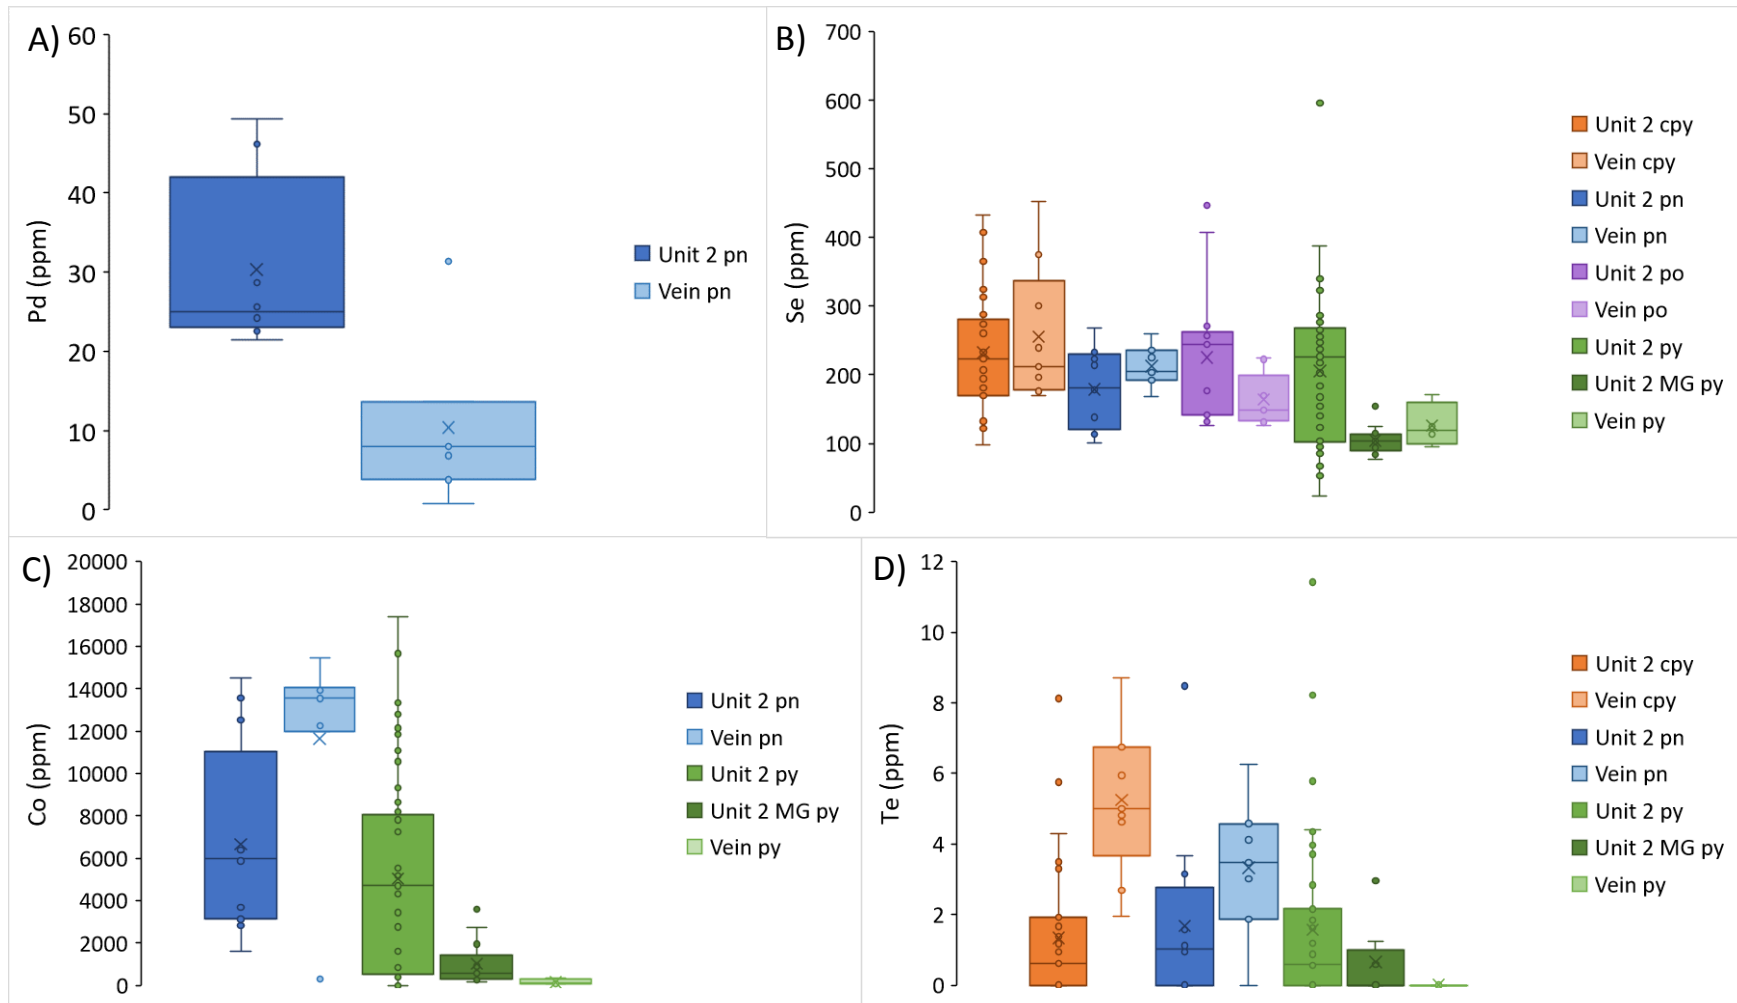 A)
60
50
40
30
20
10
0
Pd (ppm)
Unit 2 pn
Vein pn
B)
700
600
500
400
300
200
100
0
Se (ppm)
Unit 2 cpy
Vein cpy
Unit 2 pn
Vein pn
Unit 2 po
Vein po
Unit 2 py
Unit 2 MG py
Vein py
C)
20000
18000
16000
14000
12000
10000
8000
6000
4000
2000
0
Co (ppm)
Unit 2 pn
Vein pn
Unit 2 py
Unit 2 MG py
Vein py
D)
12
10
8
6
4
2
0
Te (ppm)
Unit 2 cpy
Vein cpy
Unit 2 pn
Vein pn
Unit 2 py
Unit 2 MG py
Vein py